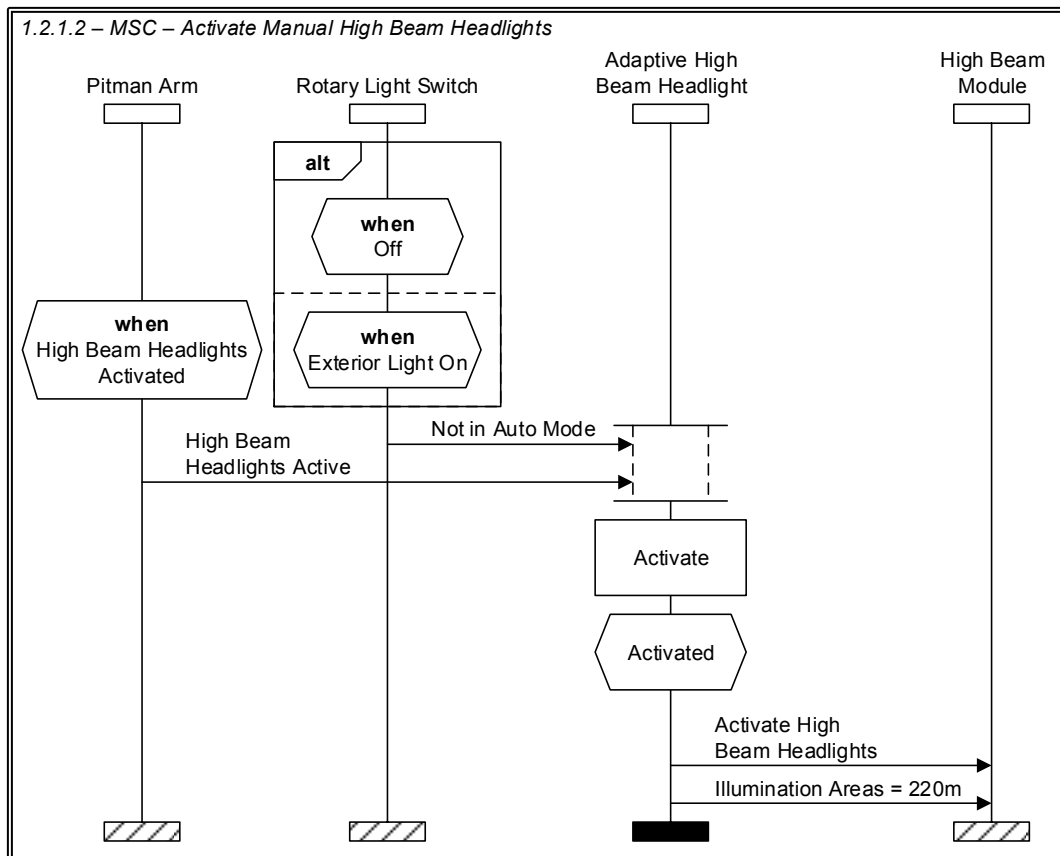 1.2.1.2 – MSC – Activate Manual High Beam Headlights
Pitman Arm
Rotary Light Switch
Adaptive High
Beam Headlight
High Beam
Module
alt
when
Off
when
High Beam Headlights
Activated
when
Exterior Light On
Not in Auto Mode
High Beam
Headlights Active
Activate
Activated
Activate High
Beam Headlights
Illumination Areas = 220m